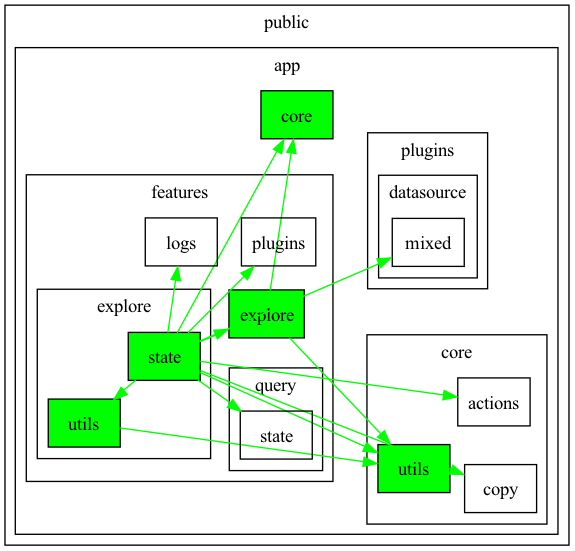 public
app
core
plugins
features
datasource
logs
plugins
mixed
explore
explore
core
state
query
actions
utils
state
utils
copy